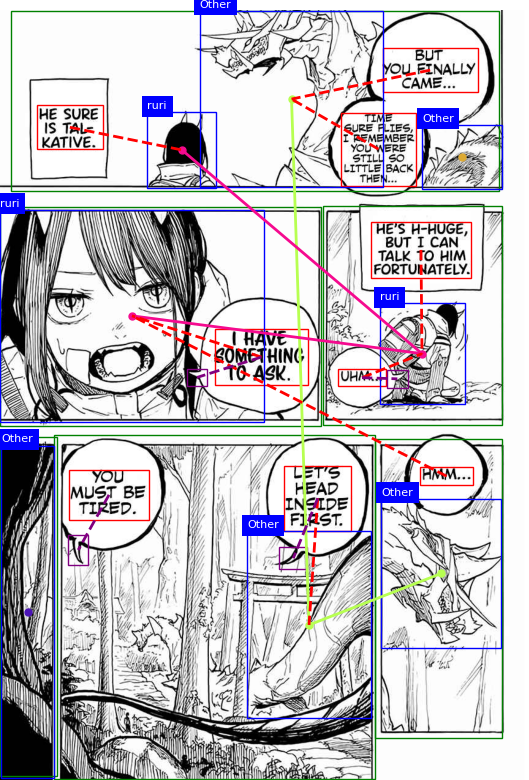 Other
BUT
YOU FINALLY
CAME...
TIME
SURE FLIES,
I REMEMBER
YOU WERE
STILL SO
LITTLE BACK
THEN...
Other
ruri
HE SURE
IS TAL-
KATIVE.
HE'S H-HUGE,
BUT I CAN
TALK TO HIM
FORTUNATELY.
ruri
UHM...
ruri
I HAVE
SOMETHING
TO ASK.
HMM...
Other
LET'S
HEAD
INSIDE
FIRST.
Other
YOU
MUST BE
TIRED.
Other